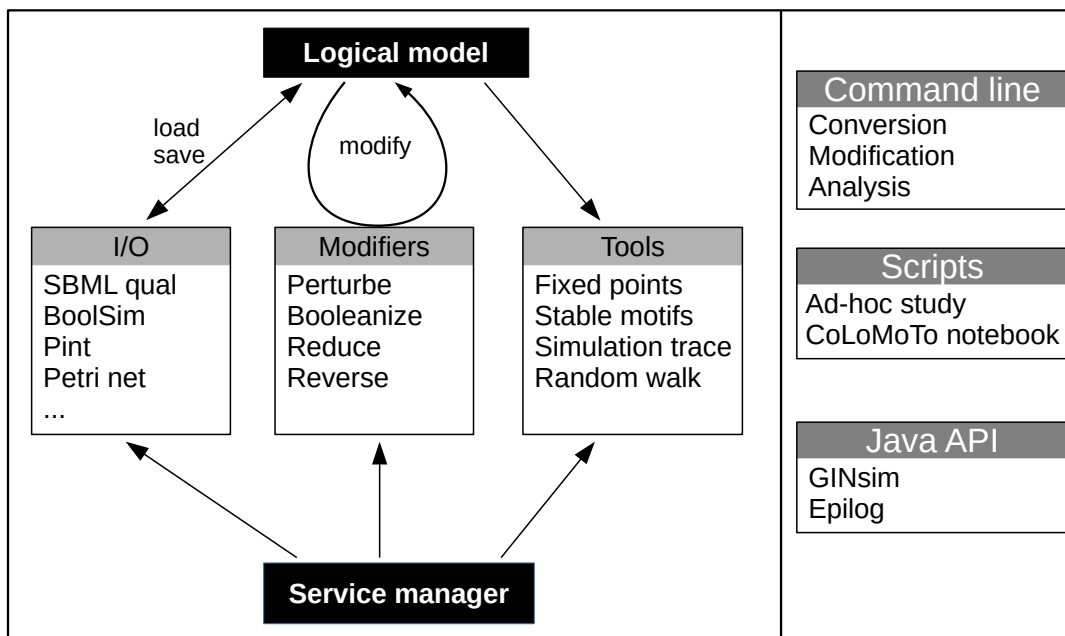 Logical model
load
save
modify
I/O
SBML qual
BoolSim
Pint
Petri net
...
Modifiers
Perturbe
Booleanize
Reduce
Reverse
Tools
Fixed points
Stable motifs
Simulation trace
Random walk
Service manager
Command line
Conversion
Modification
Analysis
Scripts
Ad-hoc study
CoLoMoTo notebook
Java API
GINsim
Epilog